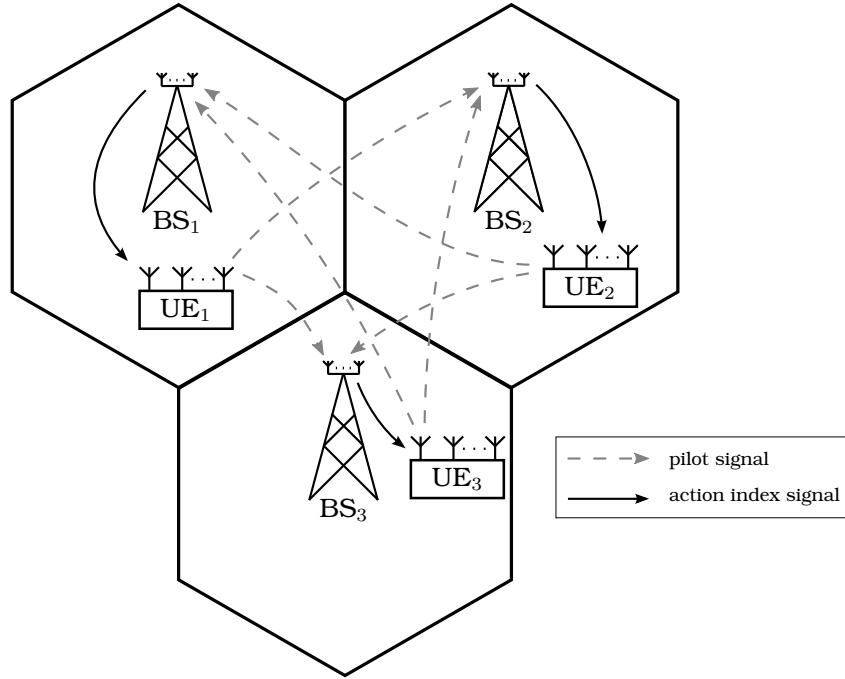 BS₁
BS₂
UE₁
UE₂
BS₃
UE₃
pilot signal
action index signal